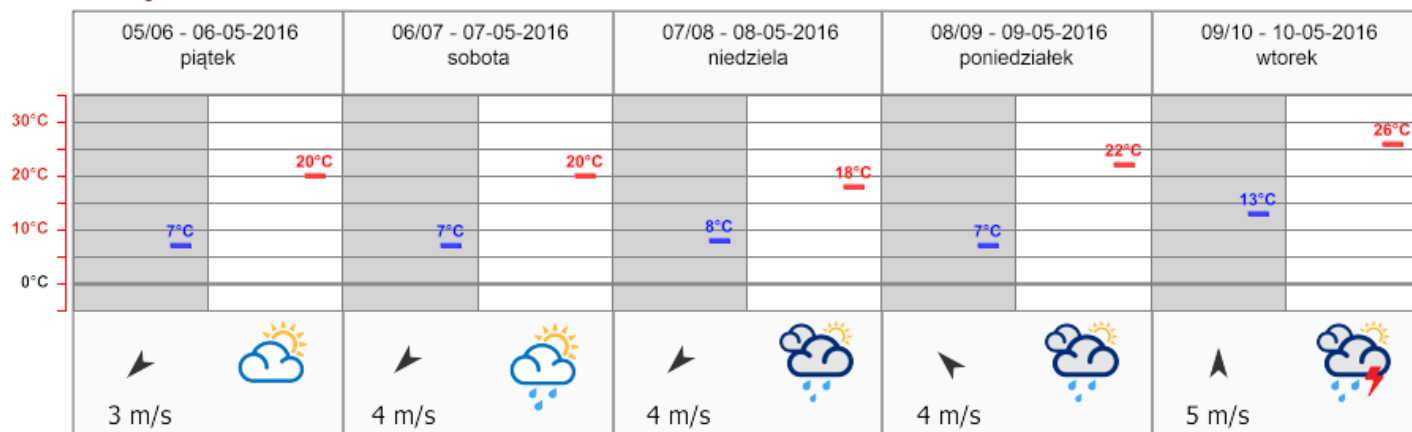 05/06 - 06-05-2016
piątek
06/07 - 07-05-2016
sobota
07/08 - 08-05-2016
niedziela
08/09 - 09-05-2016
poniedziałek
09/10 - 10-05-2016
wtorek
30°C
20°C
10°C
0°C
7°C
20°C
7°C
20°C
8°C
18°C
7°C
22°C
13°C
26°C
3 m/s
4 m/s
4 m/s
4 m/s
5 m/s